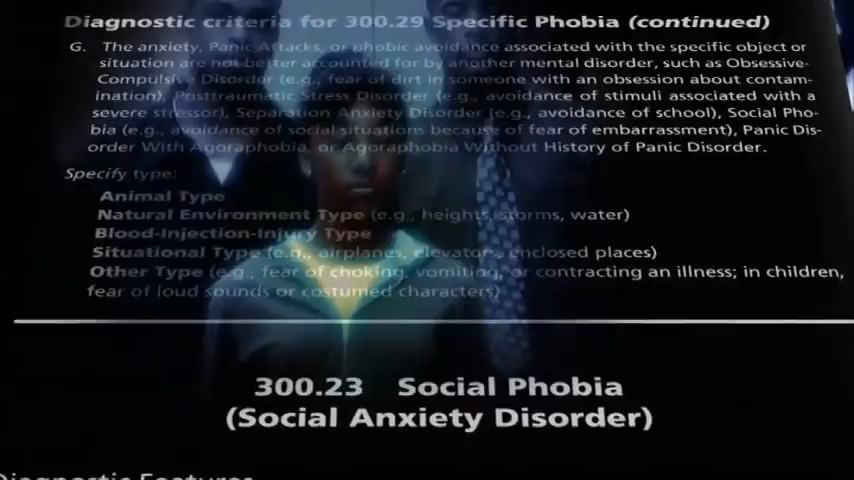 Diagnostic criteria for 300.29 Specific Phobia (continued)
G. The anxiety, Panic Attacks, or phobic avoidance associated with the specific object or
situation are not better accounted for by another mental disorder, such as Obsessive-
Compulsive Disorder (e.g., fear of dirt in someone with an obsession about contam-
ination), Posttraumatic Stress Disorder (e.g., avoidance of stimuli associated with a
severe stressor), Separation Anxiety Disorder (e.g., avoidance of school), Social Pho-
bia (e.g., avoidance of social situations because of fear of embarrassment), Panic Dis-
order With Agoraphobia, or Agoraphobia Without History of Panic Disorder.
Specify type:
Animal Type
Natural Environment Type (e.g., heights, storms, water)
Blood-Injection-Injury Type
Situational Type (e.g., airplanes, elevators, enclosed places)
Other Type (e.g., fear of choking, vomiting, or contracting an illness; in children,
fear of loud sounds or costumed characters)
300.23 Social Phobia
(Social Anxiety Disorder)
Diagnostic Features